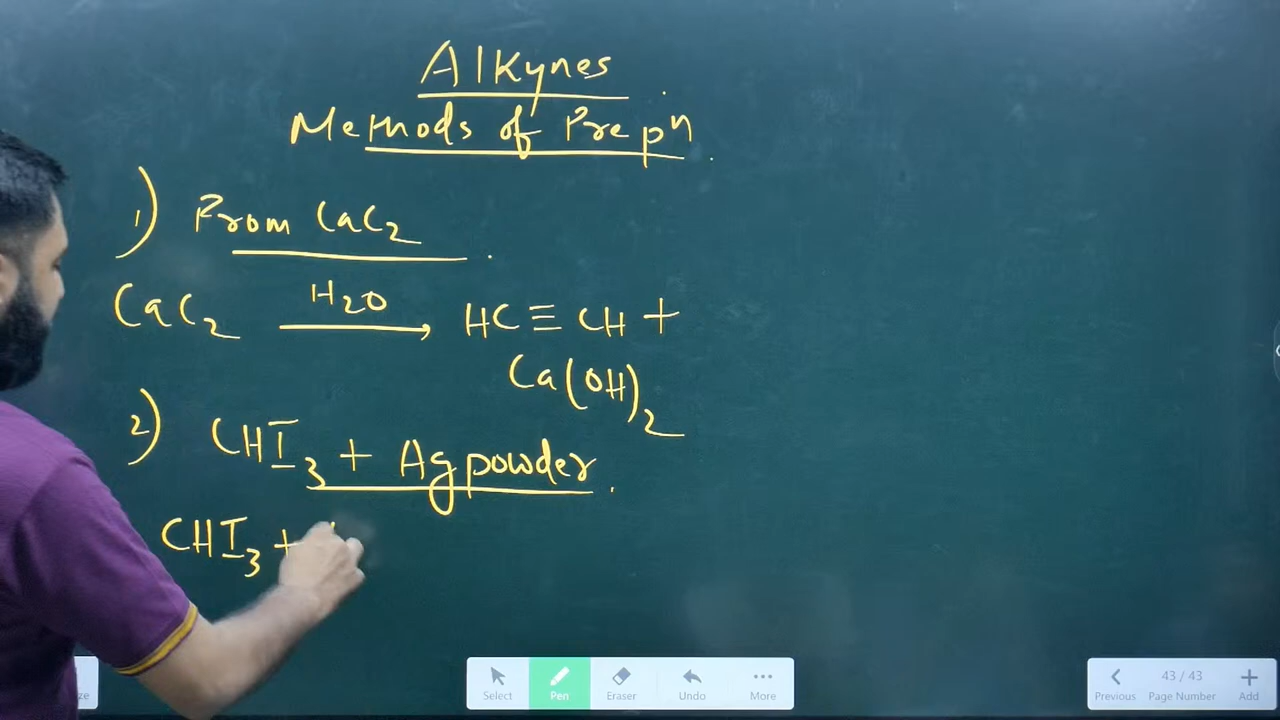 Alkynes
Methods of Prepⁿ
1) From CaC2
CaC2 H2O → HC≡CH +
Ca(OH)2
2) CHI3 + Ag powder
CHI3 +
Select Pen Eraser Undo More
Previous 43 / 43 Page Number Add